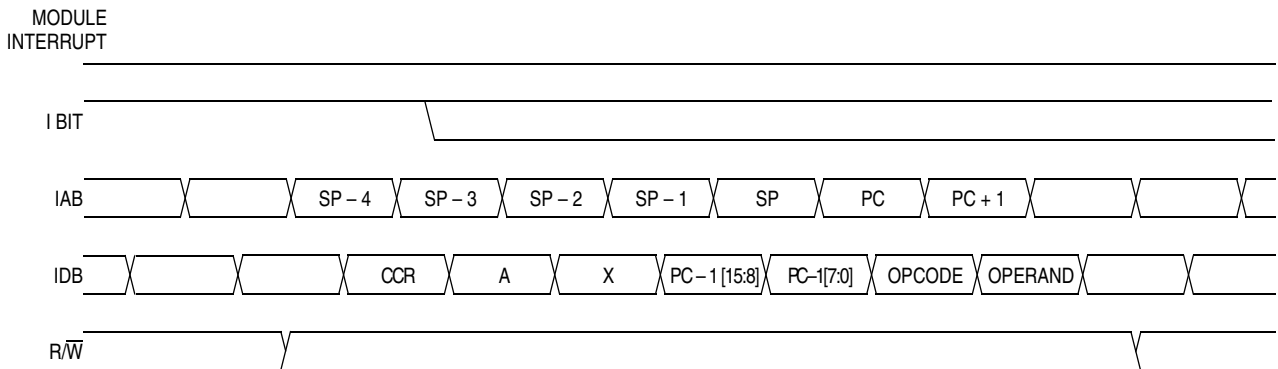 MODULE
INTERRUPT
I BIT
IAB SP – 4 SP – 3 SP – 2 SP – 1 SP PC PC + 1
IDB CCR A X PC – 1 [15:8] PC–1[7:0] OPCODE OPERAND
R/W̅